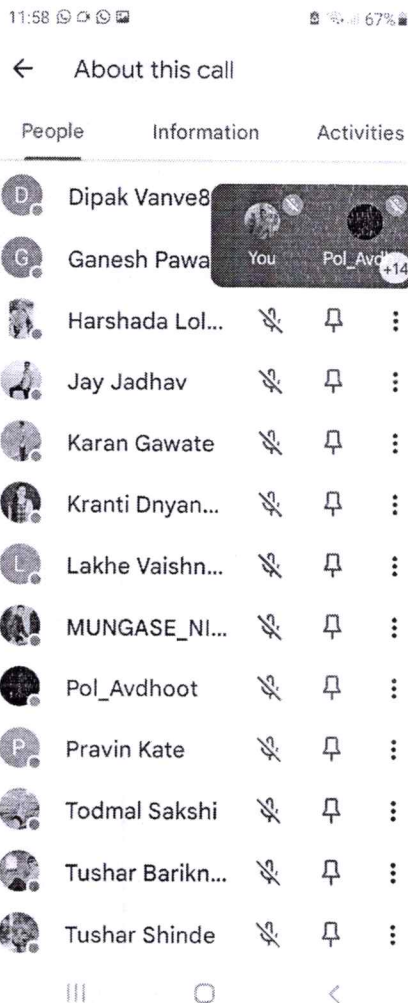 11:58 67%
About this call
People Information Activities
D Dipak Vanve8
You Pol_Avd
G Ganesh Pawa +14
Harshada Lol...
Jay Jadhav
Karan Gawate
Kranti Dnyan...
L Lakhe Vaishn...
MUNGASE_NI...
Pol_Avdhoot
P Pravin Kate
Todmal Sakshi
Tushar Barikn...
Tushar Shinde